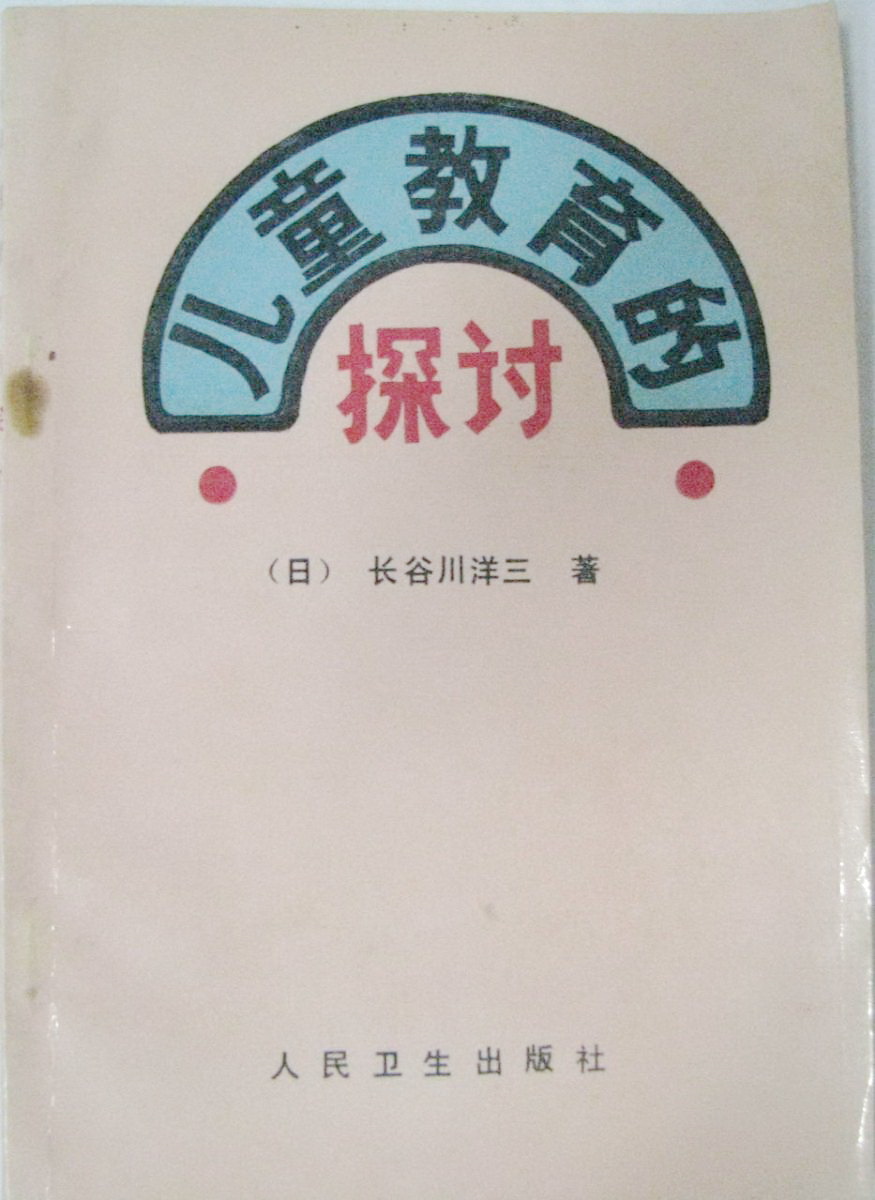 儿童教育的
探讨
（日） 长谷川洋三 著
人民卫生出版社